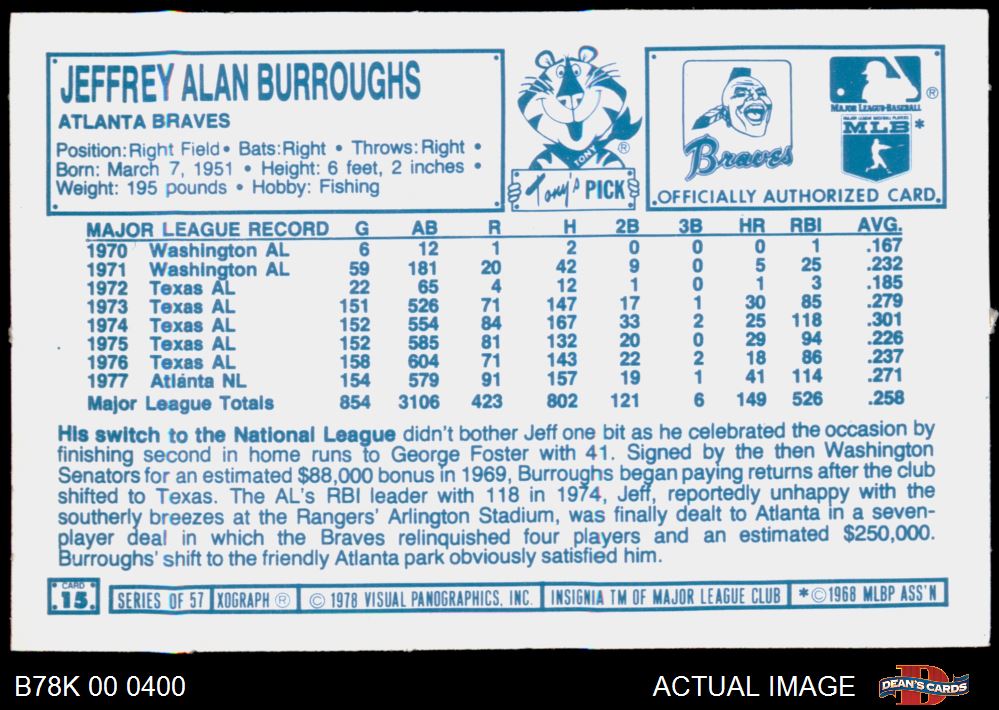 JEFFREY ALAN BURROUGHS
ATLANTA BRAVES
Position: Right Field • Bats: Right • Throws: Right •
Born: March 7, 1951 • Height: 6 feet, 2 inches •
Weight: 195 pounds • Hobby: Fishing
TONY
®
Tony's PICK
Braves
MAJOR LEAGUE BASEBALL
®
MAJOR LEAGUE BASEBALL PLAYERS
MLB *
OFFICIALLY AUTHORIZED CARD.
MAJOR LEAGUE RECORD G AB R H 2B 3B HR RBI AVG.
1970 Washington AL 6 12 1 2 0 0 0 1 .167
1971 Washington AL 59 181 20 42 9 0 5 25 .232
1972 Texas AL 22 65 4 12 1 0 1 3 .185
1973 Texas AL 151 526 71 147 17 1 30 85 .279
1974 Texas AL 152 554 84 167 33 2 25 118 .301
1975 Texas AL 152 585 81 132 20 0 29 94 .226
1976 Texas AL 158 604 71 143 22 2 18 86 .237
1977 Atlanta NL 154 579 91 157 19 1 41 114 .271
Major League Totals 854 3106 423 802 121 6 149 526 .258
His switch to the National League didn't bother Jeff one bit as he celebrated the occasion by
finishing second in home runs to George Foster with 41. Signed by the then Washington
Senators for an estimated $88,000 bonus in 1969, Burroughs began paying returns after the club
shifted to Texas. The AL's RBI leader with 118 in 1974, Jeff, reportedly unhappy with the
southerly breezes at the Rangers' Arlington Stadium, was finally dealt to Atlanta in a seven-
player deal in which the Braves relinquished four players and an estimated $250,000.
Burroughs' shift to the friendly Atlanta park obviously satisfied him.
CARD
15
SERIES OF 57 XOGRAPH ® © 1978 VISUAL PANOGRAPHICS, INC. INSIGNIA TM OF MAJOR LEAGUE CLUB *©1968 MLBP ASS'N
B78K 00 0400
ACTUAL IMAGE
D
DEAN'S CARDS